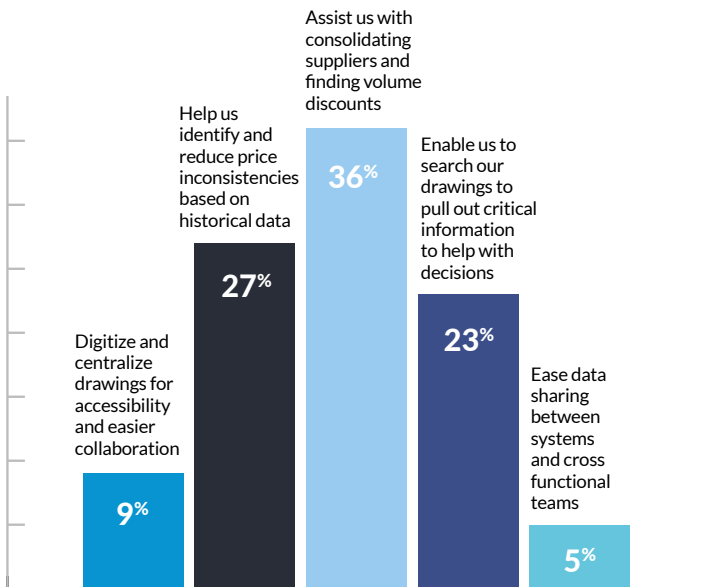 Assist us with
consolidating
suppliers and
finding volume
discounts
36%
Help us
identify and
reduce price
inconsistencies
based on
historical data
27%
Enable us to
search our
drawings to
pull out critical
information
to help with
decisions
23%
Digitize and
centralize
drawings for
accessibility
and easier
collaboration
9%
Ease data
sharing
between
systems
and cross
functional
teams
5%